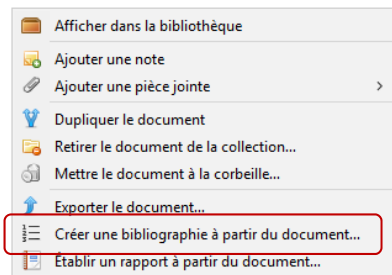 Afficher dans la bibliothèque
Ajouter une note
Ajouter une pièce jointe
Dupliquer le document
Retirer le document de la collection...
Mettre le document à la corbeille...
Exporter le document...
Créer une bibliographie à partir du document...
Établir un rapport à partir du document...